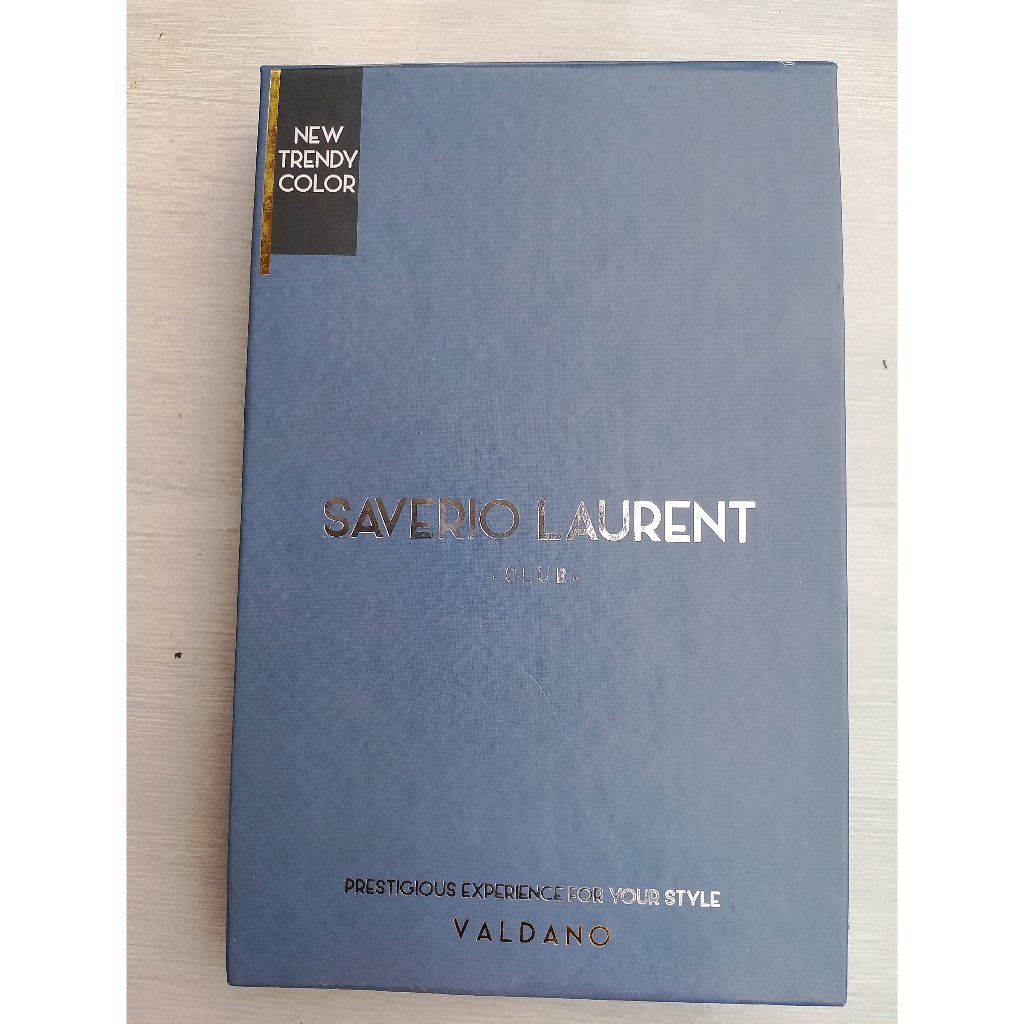 NEW
TRENDY
COLOR
SAVERIO LAURENT
-CLUB-
PRESTIGIOUS EXPERIENCE FOR YOUR STYLE
VALDANO